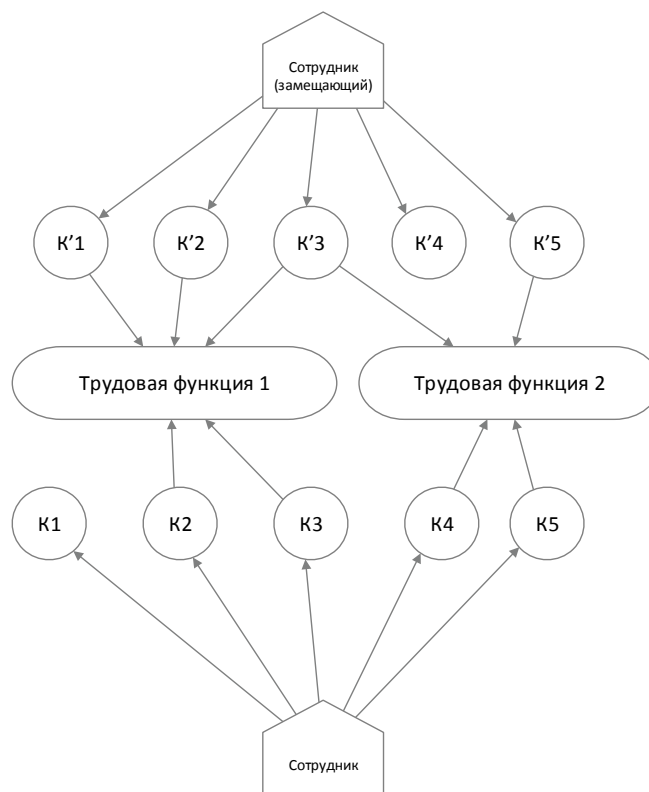 Сотрудник
(замещающий)
К’1
К’2
К’3
К’4
К’5
Трудовая функция 1
Трудовая функция 2
К1
К2
К3
К4
К5
Сотрудник